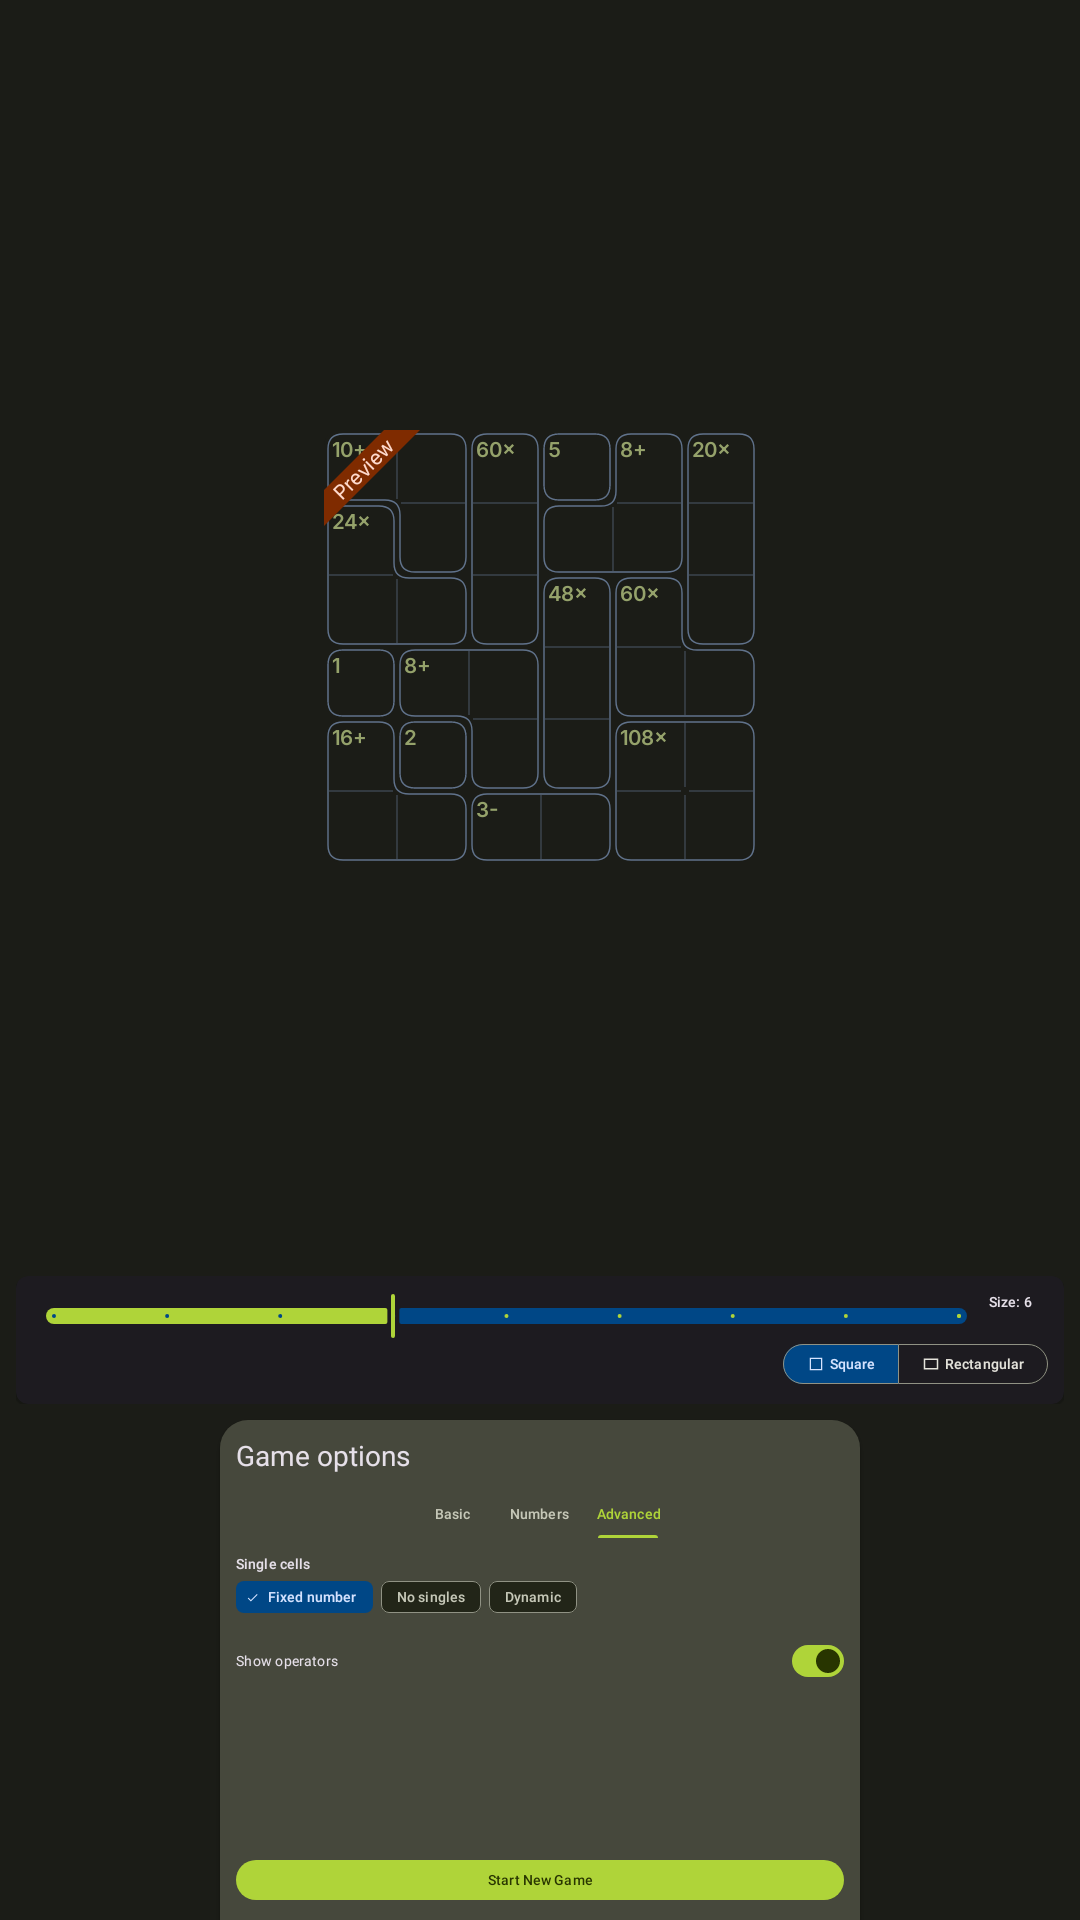 10+ 60× 5 8+ 20×
Preview
24×
48× 60×
1 8+
16+ 2 108×
3-
Size: 6
Square Rectangular
Game options
Basic Numbers Advanced
Single cells
Fixed number No singles Dynamic
Show operators
Start New Game